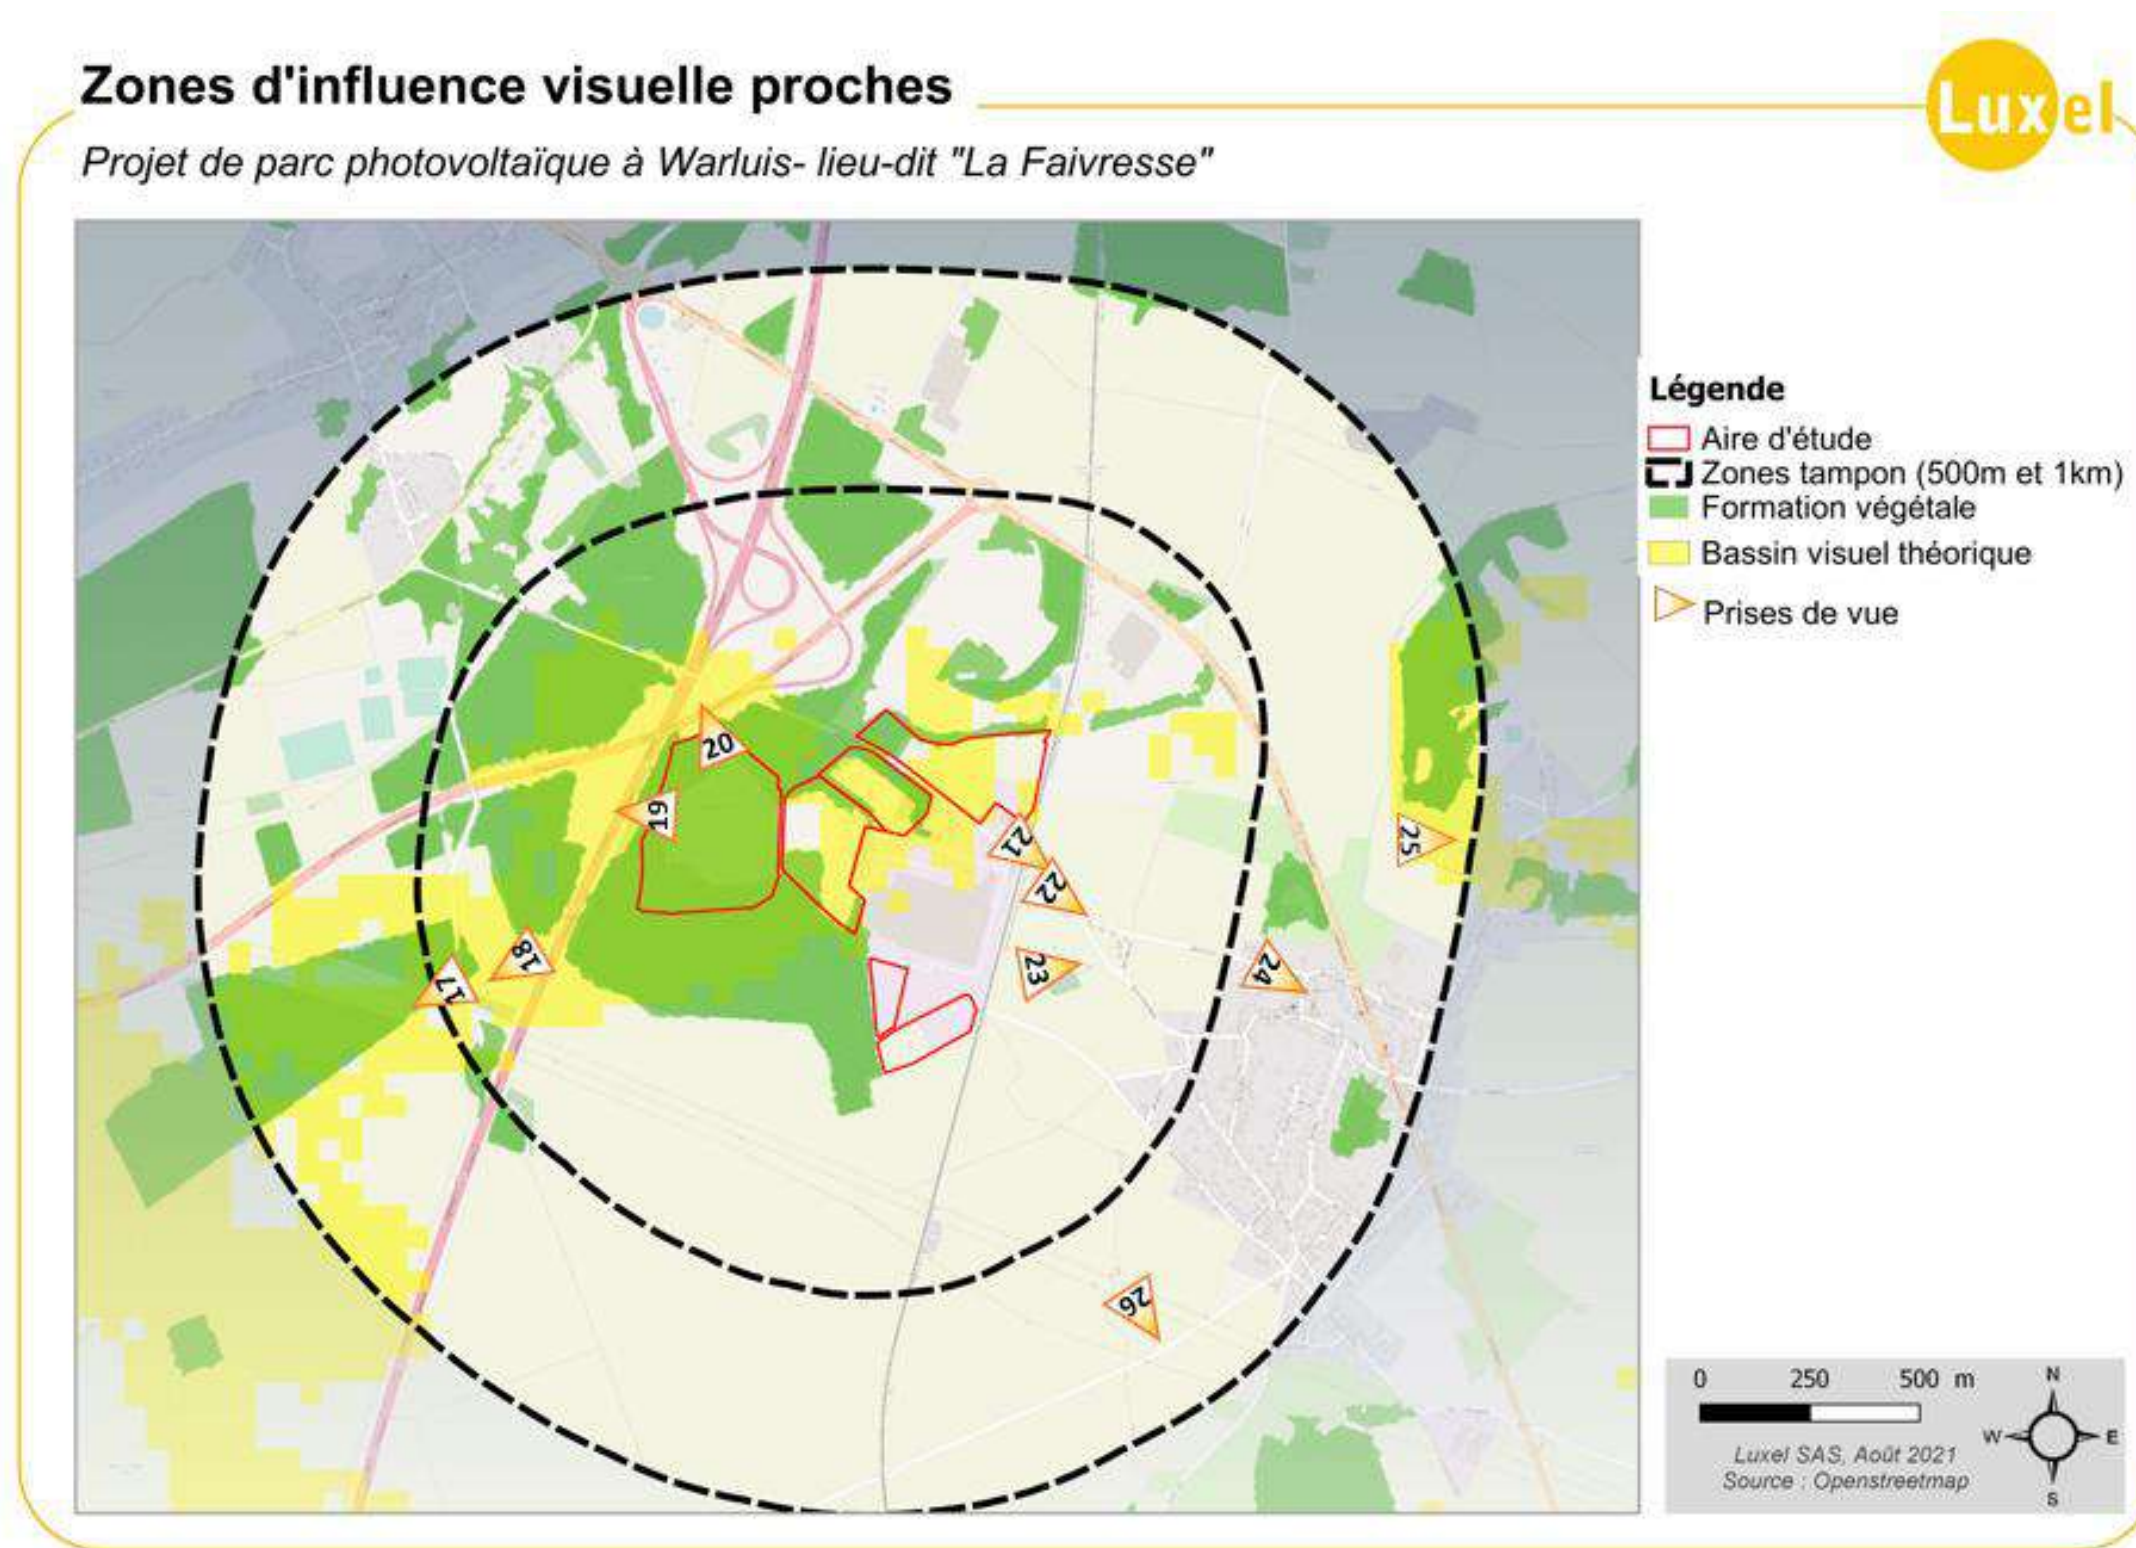 Zones d'influence visuelle proches
Luxel
Projet de parc photovoltaïque à Warluis- lieu-dit "La Faivresse"
Légende
Aire d'étude
Zones tampon (500m et 1km)
Formation végétale
Bassin visuel théorique
Prises de vue
20
19
21
22
25
18
17
23
24
26
0 250 500 m
N
W E
S
Luxel SAS, Août 2021
Source : Openstreetmap